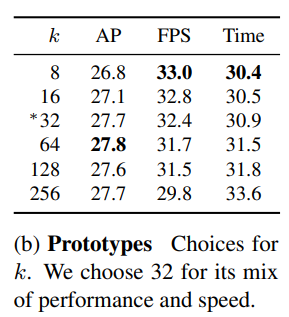 k AP FPS Time
8 26.8 33.0 30.4
16 27.1 32.8 30.5
*32 27.7 32.4 30.9
64 27.8 31.7 31.5
128 27.6 31.5 31.8
256 27.7 29.8 33.6
(b) Prototypes Choices for
k. We choose 32 for its mix
of performance and speed.